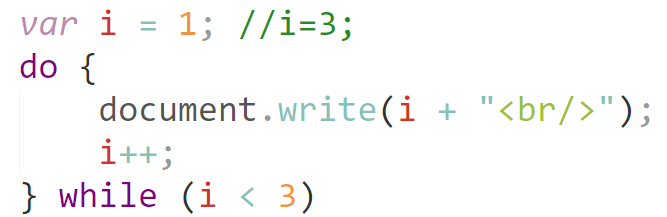 var i = 1; //i=3;
do {
    document.write(i + "<br/>");
    i++;
} while (i < 3)